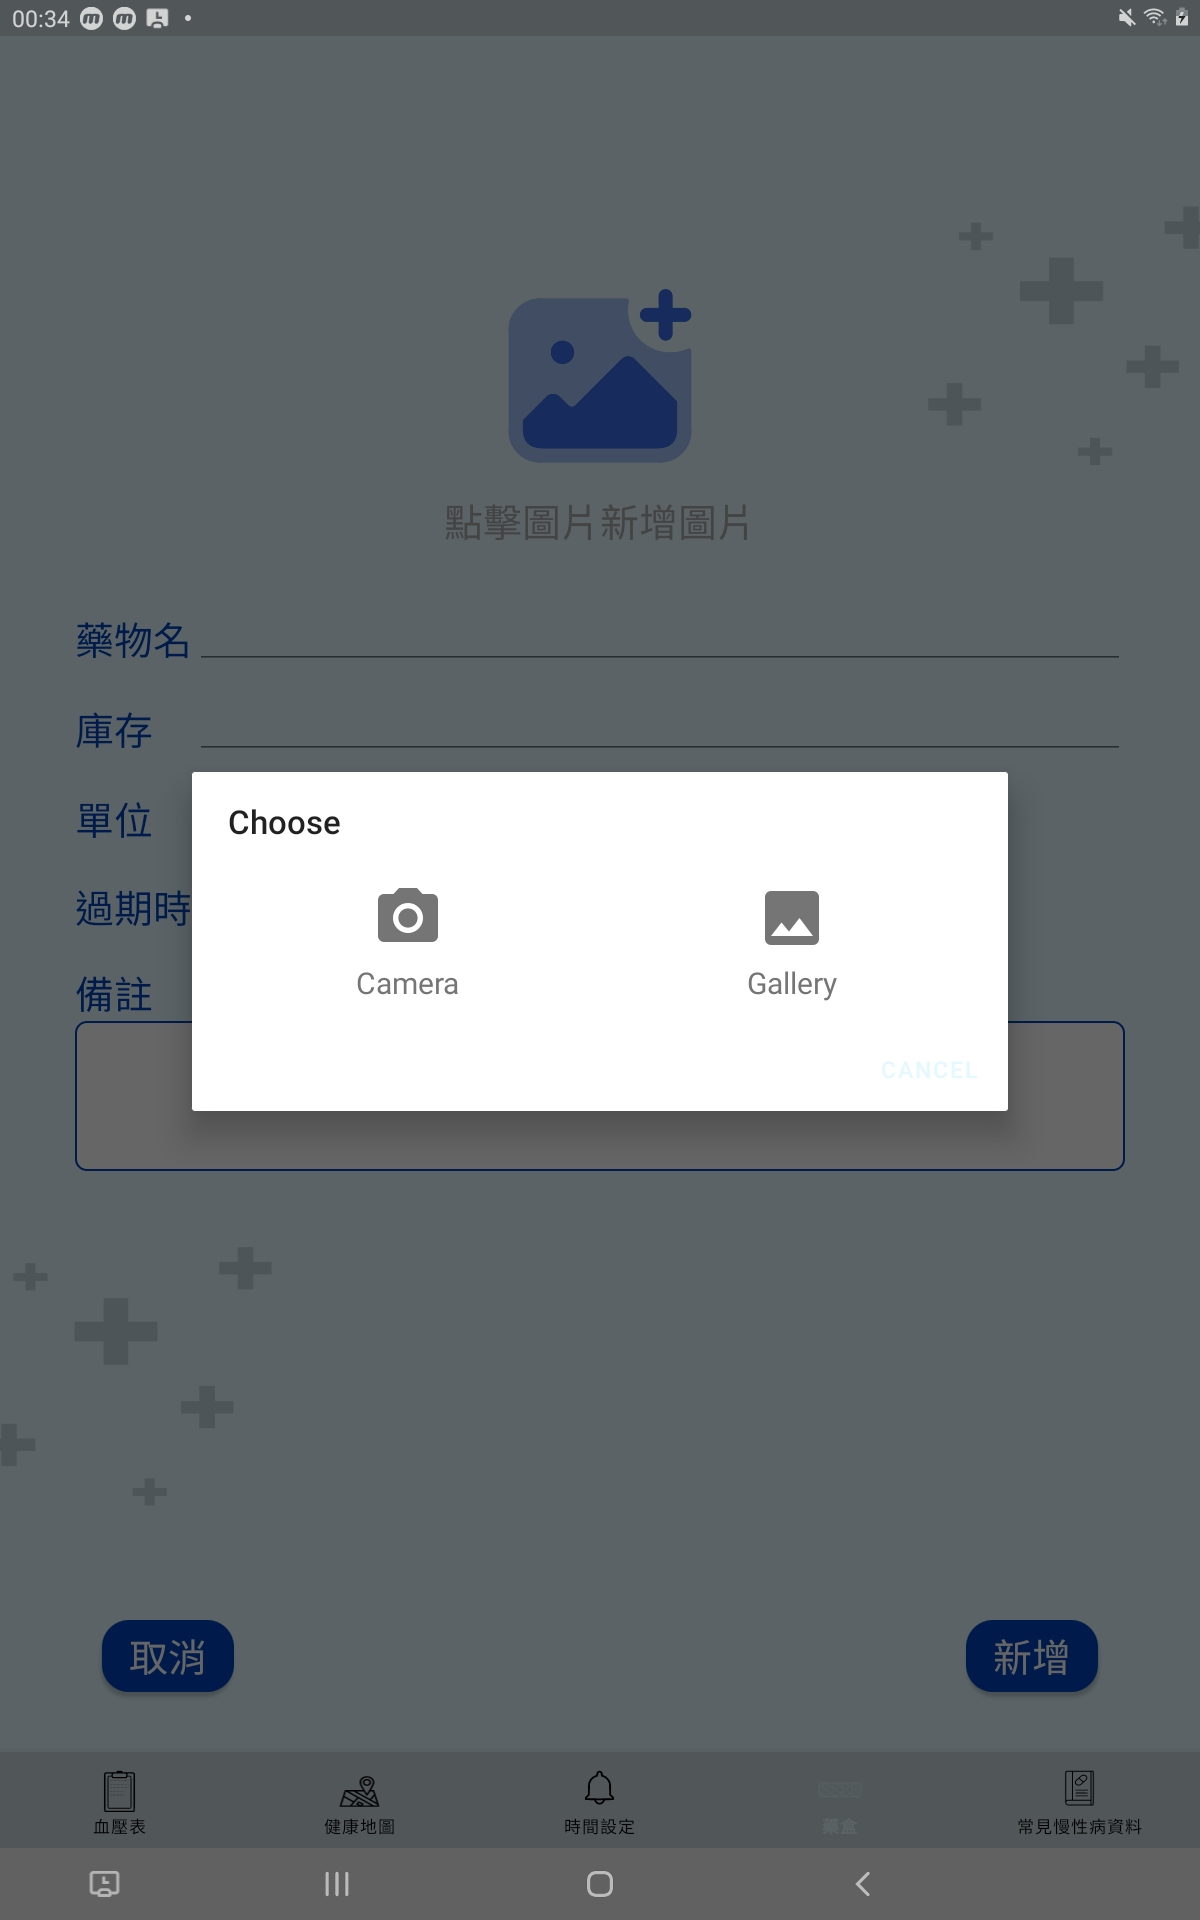 00:34
點擊圖片新增圖片
藥物名
庫存
單位
過期時
備註
Choose
Camera
Gallery
CANCEL
取消
新增
血壓表
健康地圖
時間設定
藥盒
常見慢性病資料